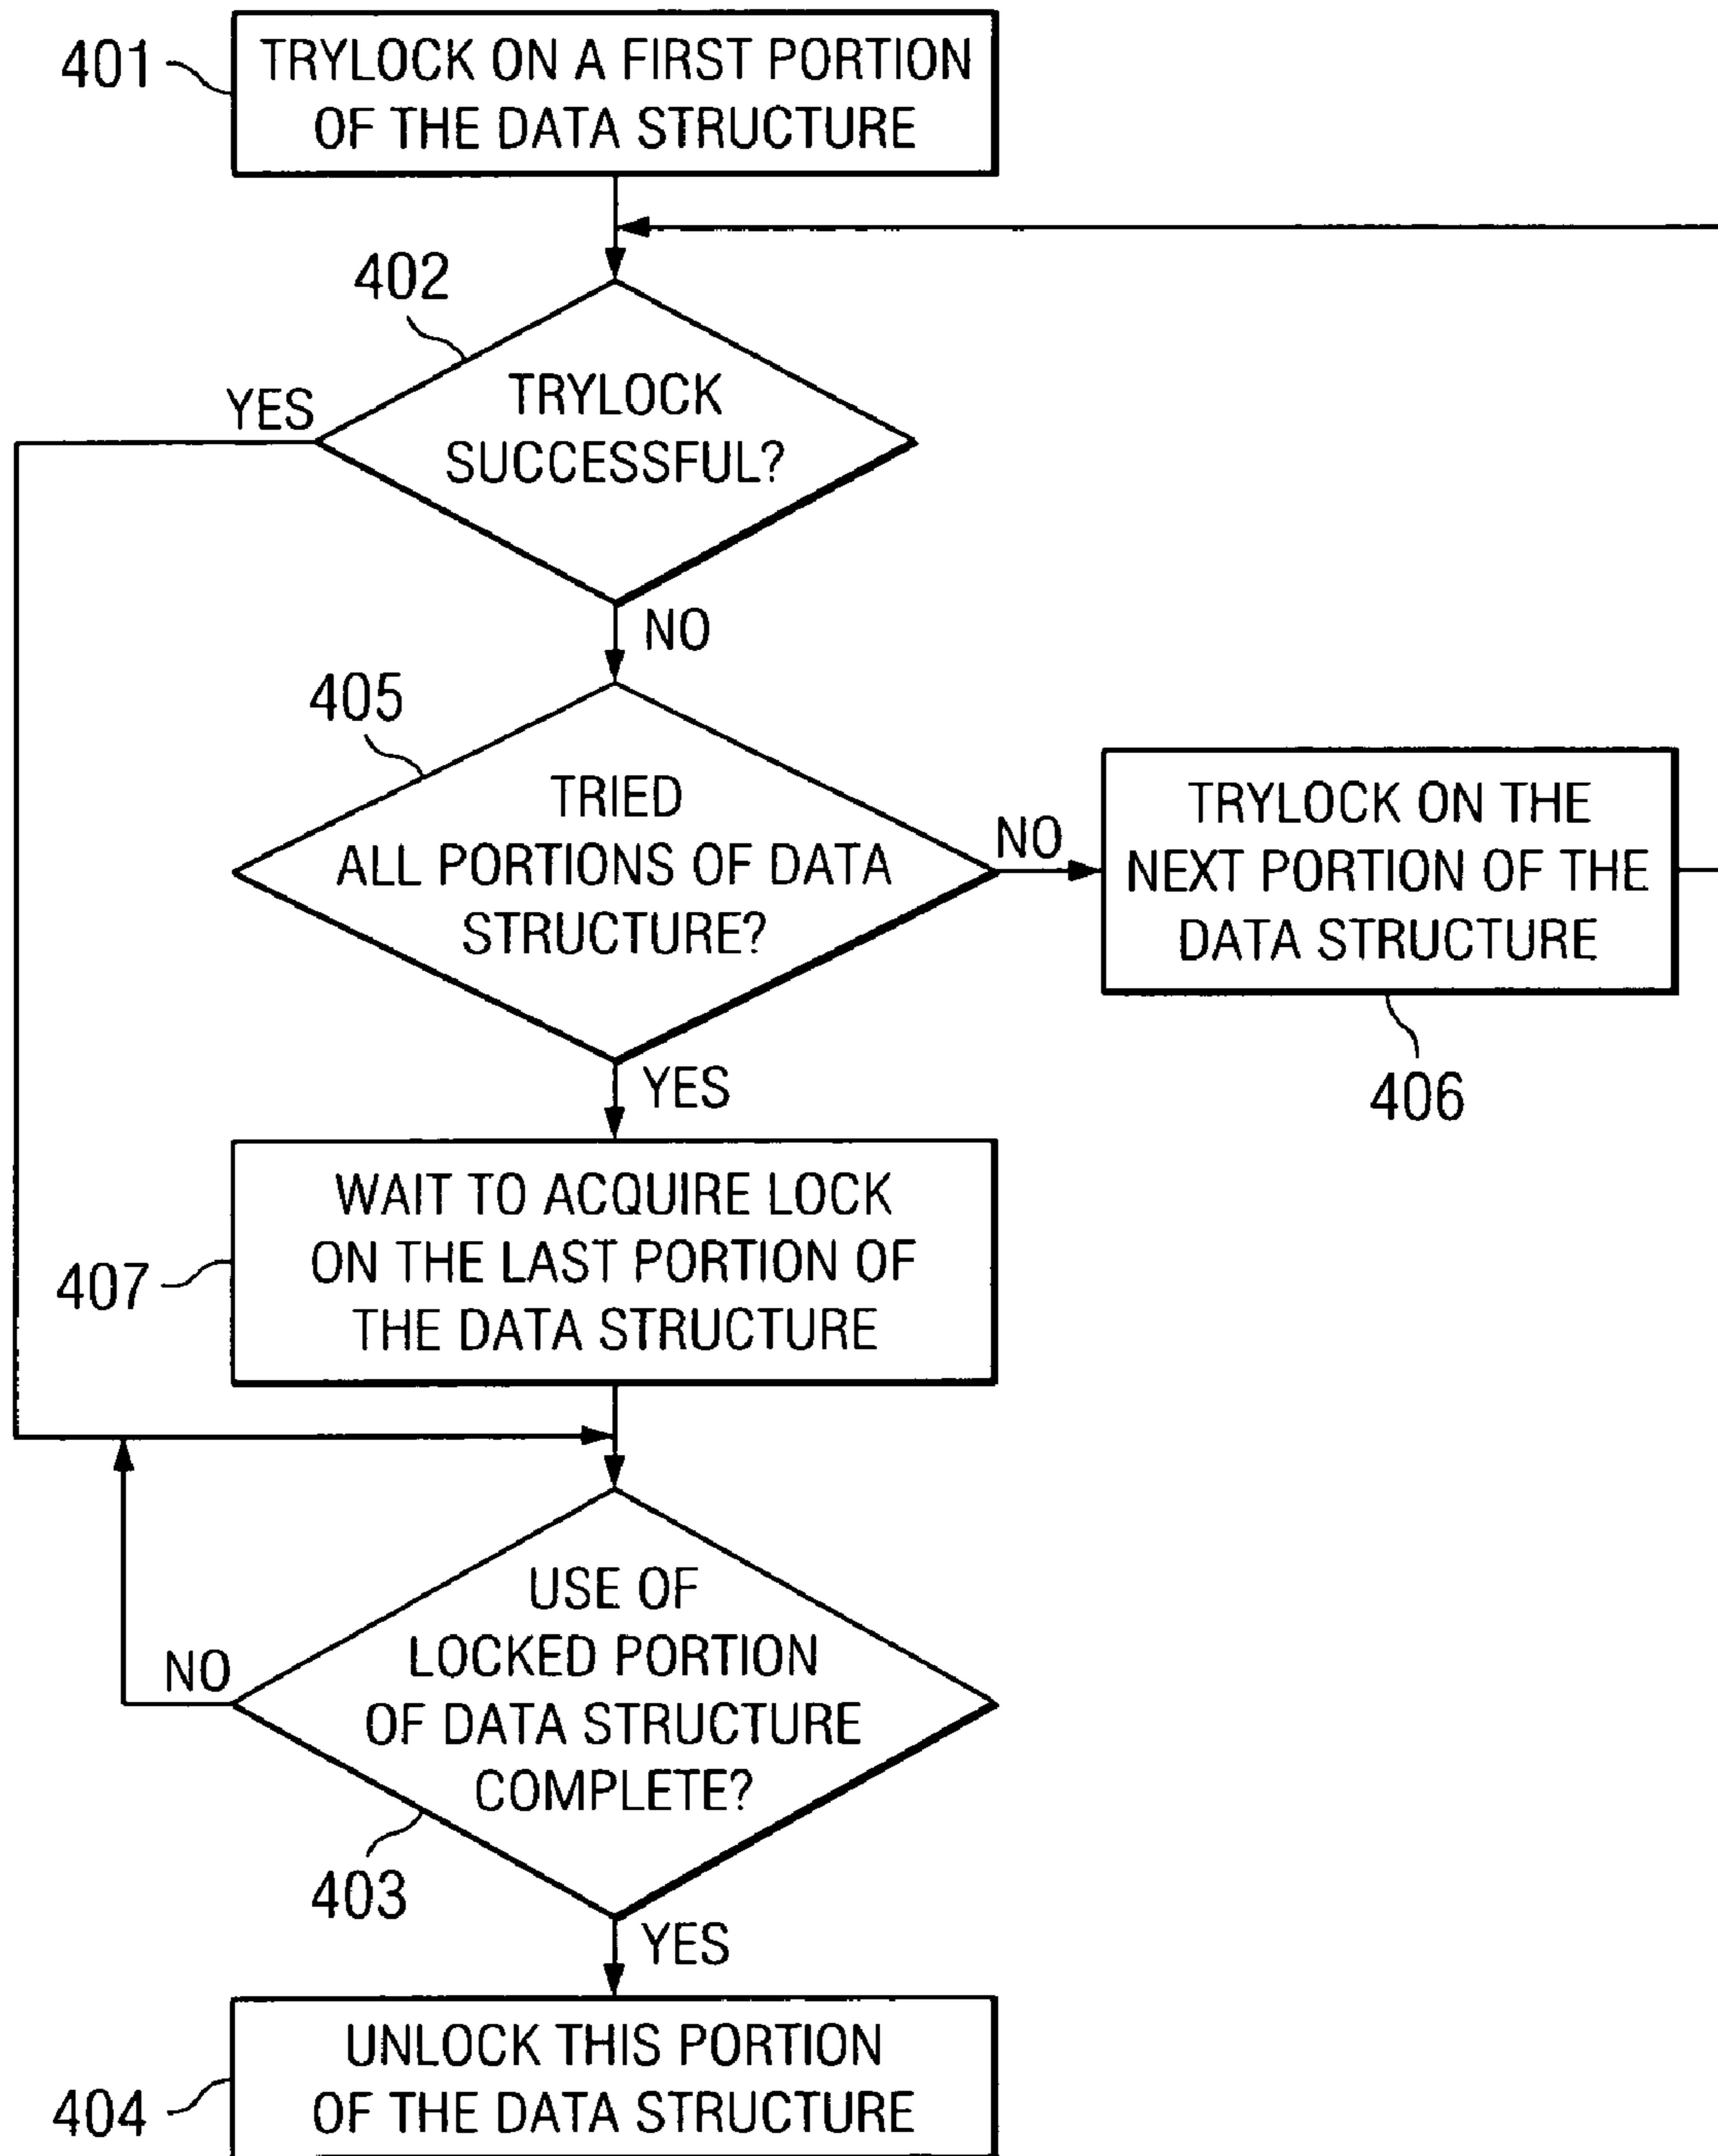 401
TRYLOCK ON A FIRST PORTION
OF THE DATA STRUCTURE
402
YES
TRYLOCK
SUCCESSFUL?
NO
405
TRIED
ALL PORTIONS OF DATA
STRUCTURE?
NO
TRYLOCK ON THE
NEXT PORTION OF THE
DATA STRUCTURE
406
YES
WAIT TO ACQUIRE LOCK
ON THE LAST PORTION OF
THE DATA STRUCTURE
407
USE OF
LOCKED PORTION
OF DATA STRUCTURE
COMPLETE?
NO
403
YES
UNLOCK THIS PORTION
OF THE DATA STRUCTURE
404